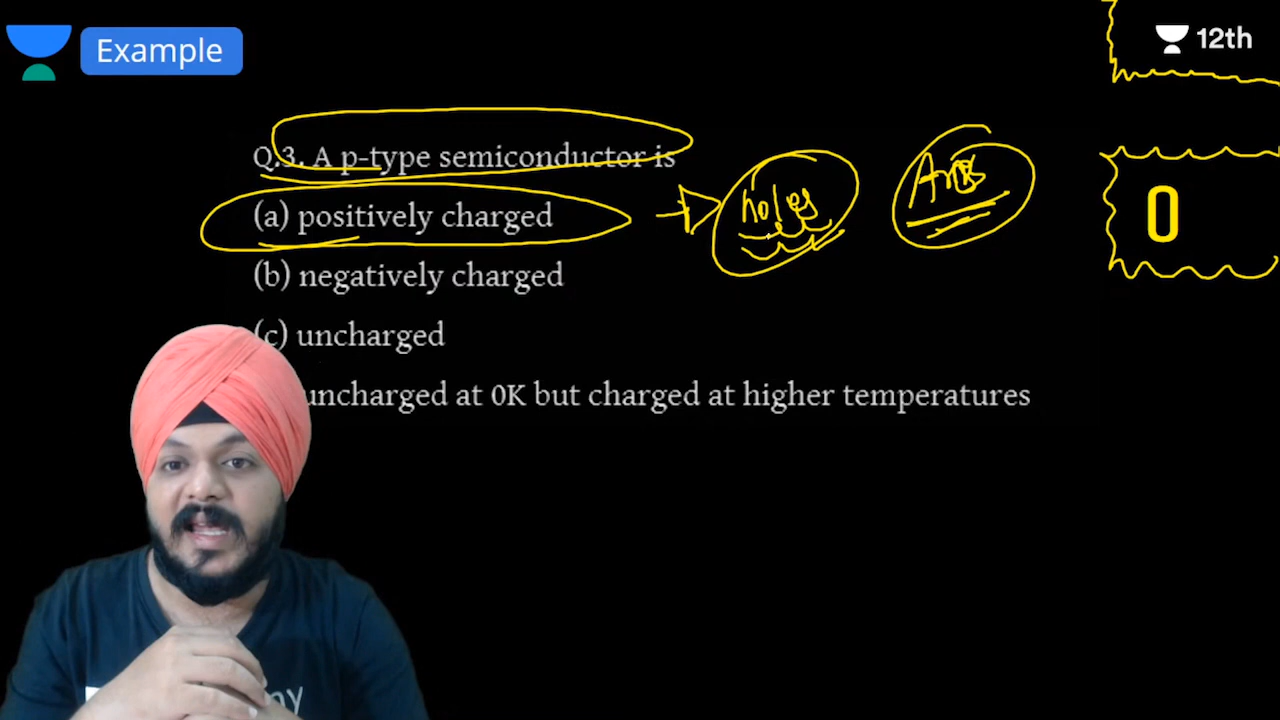 Example
12th
Q.3. A p-type semiconductor is
(a) positively charged
holes
Ans
0
(b) negatively charged
(c) uncharged
uncharged at 0K but charged at higher temperatures